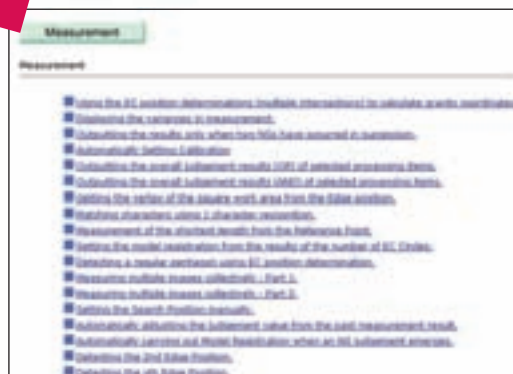 Measurement
Measurement
Using the EC position determinations (multiple intersections) to calculate coordinates
Displaying the variances in measurement.
Outputting the results only when two NGs have occurred in succession.
Automatically Setting Calibration
Outputting the overall judgement results (OR) of selected processing items.
Outputting the overall judgement results (AND) of selected processing items.
Getting the vertex of the square work area from the Edge position.
Matching characters using 1 character recognition.
Measurement of the shortest length from the Reference Point.
Setting the model registration from the results of the number of EC Circles.
Detecting a regular pentagon using EC position determination.
Measuring multiple images collectively - Part 1.
Measuring multiple images collectively - Part 2.
Setting the Search Position manually.
Automatically adjusting the judgement value from the past measurement result.
Automatically carrying out Model Registration when an NG judgement emerges.
Detecting the 2nd Edge Position.
Detecting the nth Edge Position.